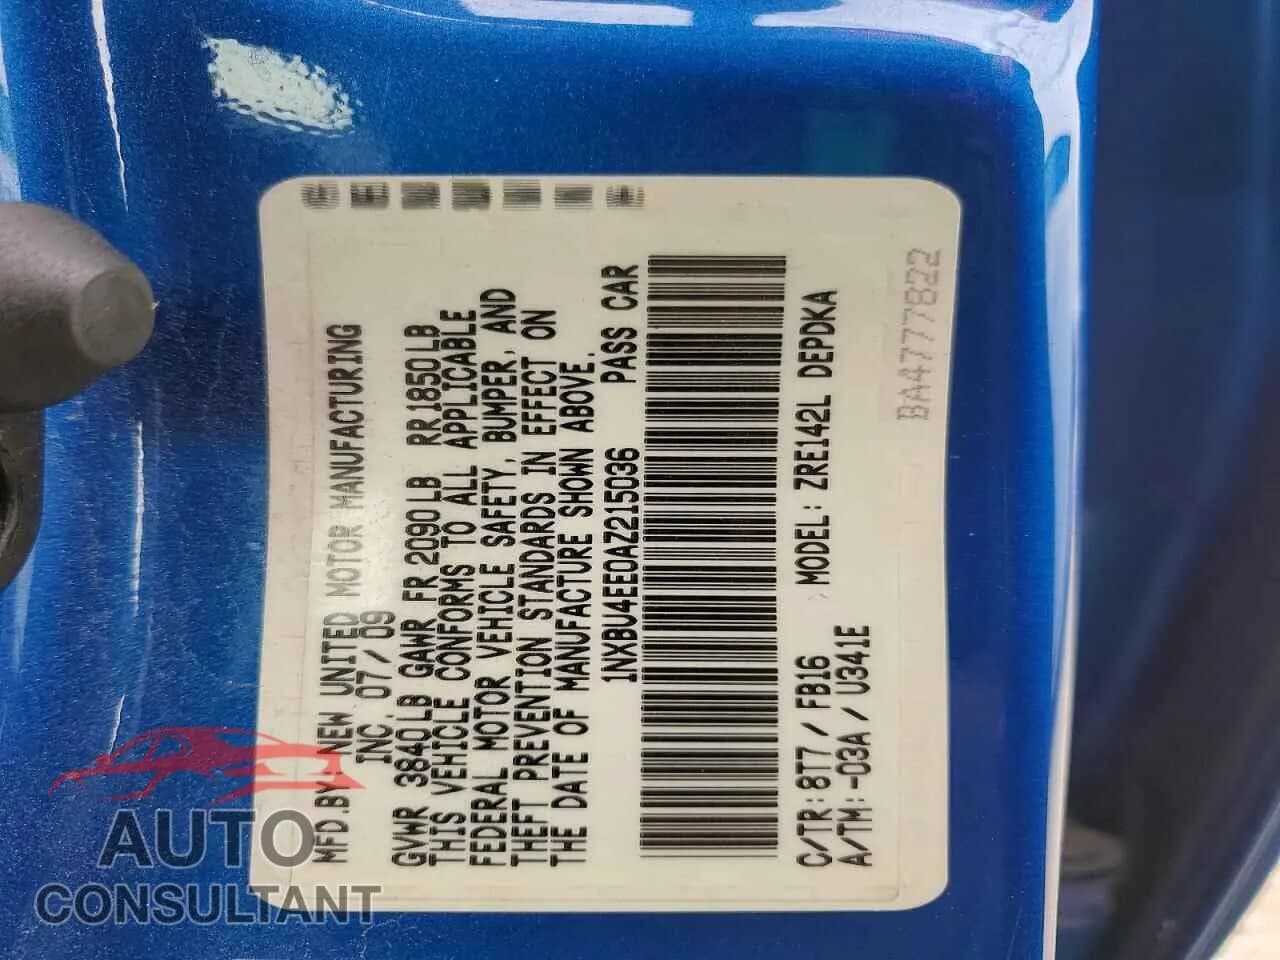 MFD.BY: NEW UNITED MOTOR MANUFACTURING
INC. 07/09
GVWR 3840LB GAWR FR 2090LB RR 1850LB
THIS VEHICLE CONFORMS TO ALL APPLICABLE
FEDERAL MOTOR VEHICLE SAFETY, BUMPER, AND
THEFT PREVENTION STANDARDS IN EFFECT ON
THE DATE OF MANUFACTURE SHOWN ABOVE.
1NXBU4EE0AZ215036 PASS CAR
C/TR:8T7/FB16 MODEL: ZRE142L DEPDKA
A/TM:-03A/U341E
BA4777822
AUTO
CONSULTANT